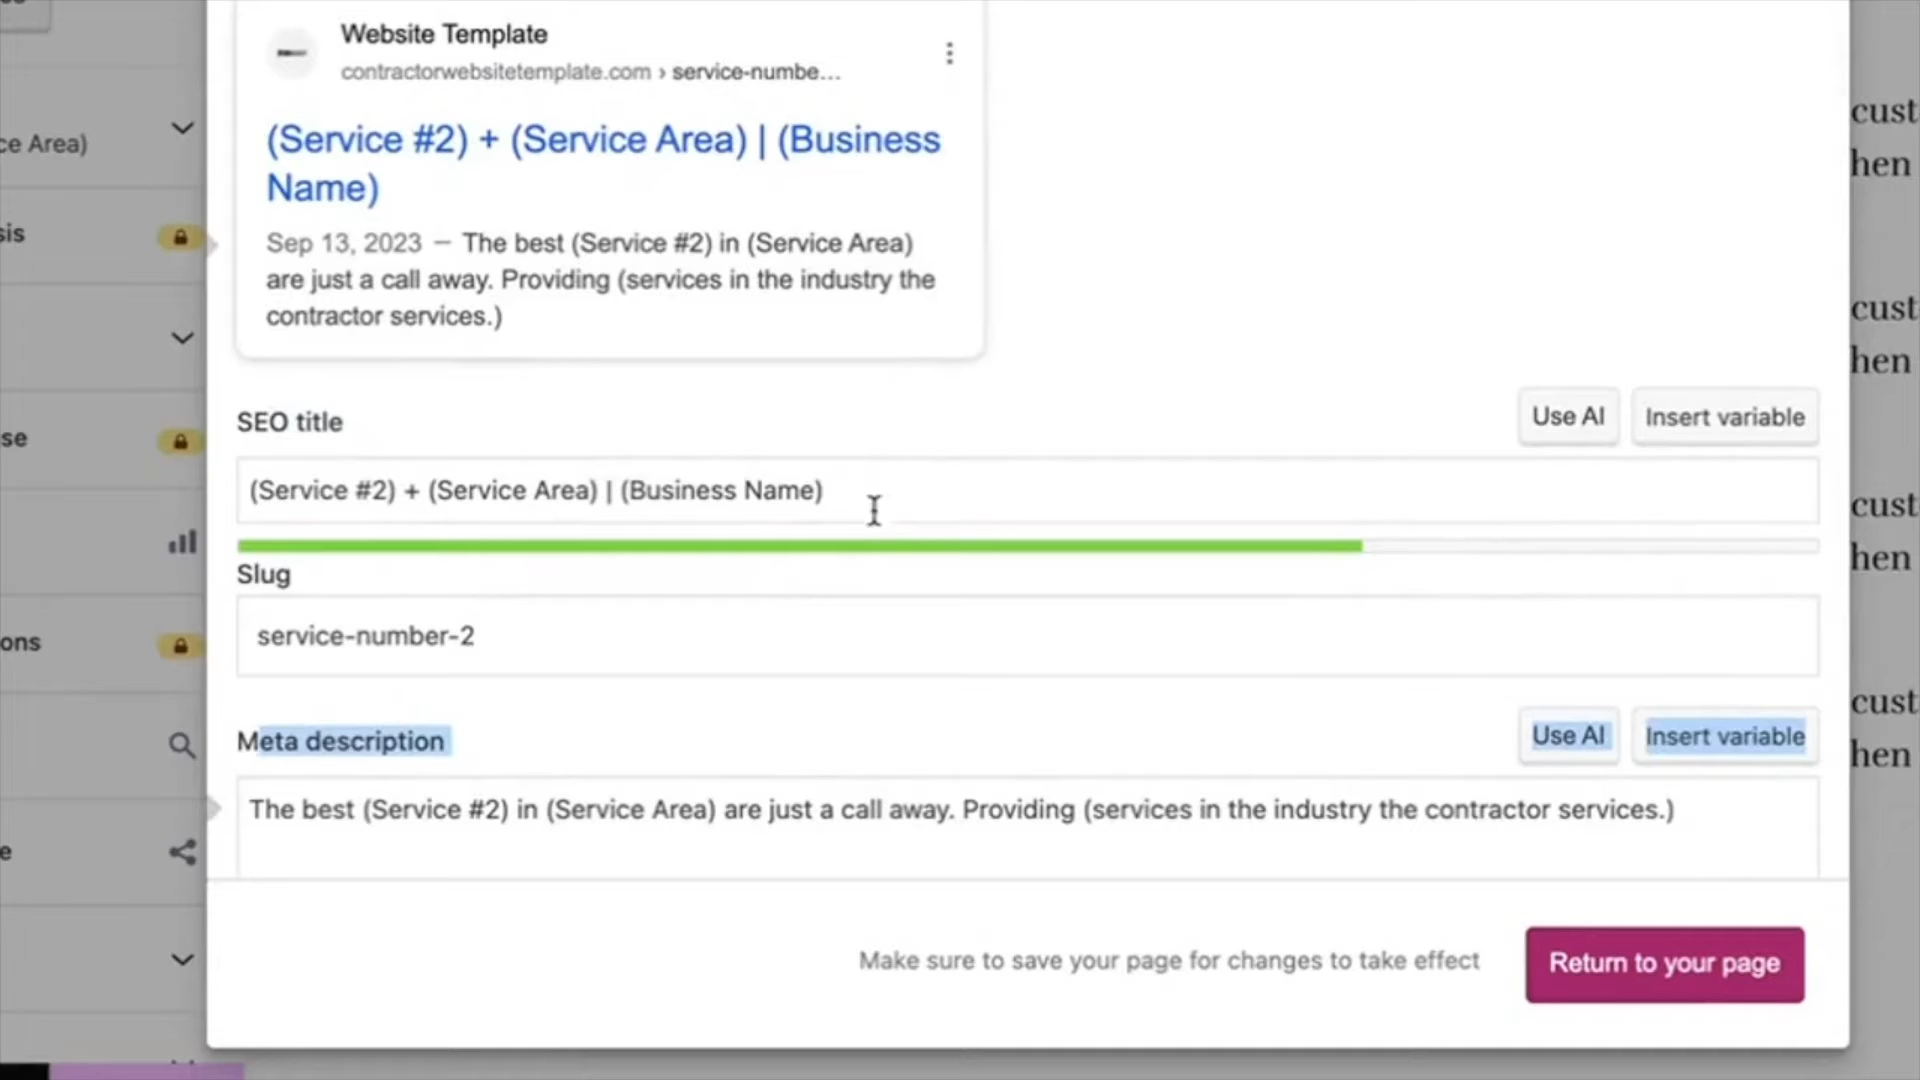 Website Template
contractorwebsitetemplate.com › service-numbe...
(Service #2) + (Service Area) | (Business
Name)
Sep 13, 2023 – The best (Service #2) in (Service Area)
are just a call away. Providing (services in the industry the
contractor services.)
ce Area)
sis
se
ons
e
SEO title
Use AI
Insert variable
(Service #2) + (Service Area) | (Business Name)
Slug
service-number-2
Meta description
Use AI
Insert variable
The best (Service #2) in (Service Area) are just a call away. Providing (services in the industry the contractor services.)
Make sure to save your page for changes to take effect
Return to your page
cust
hen
cust
hen
cust
hen
cust
hen